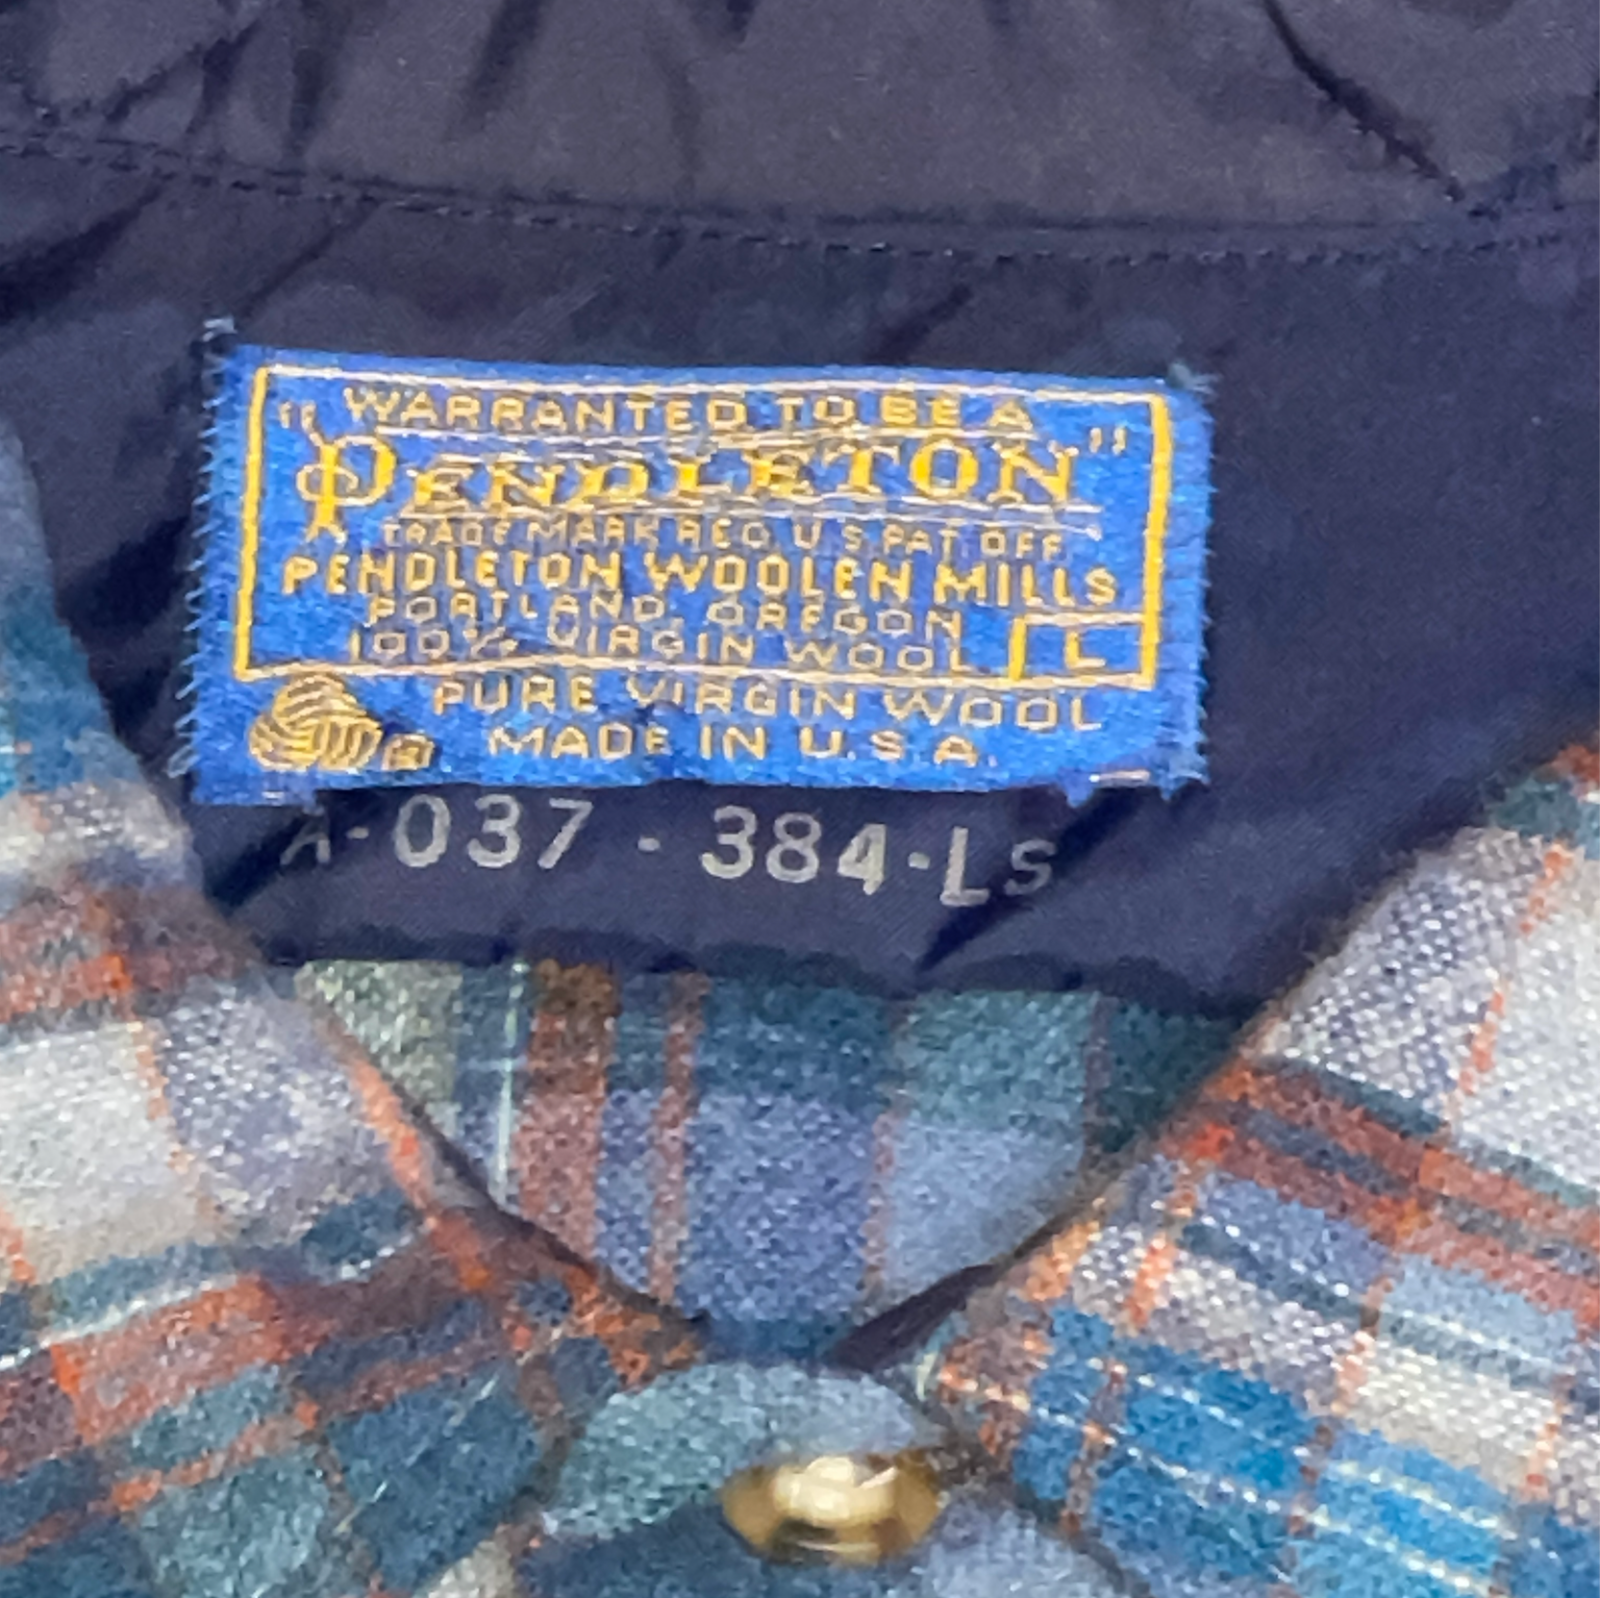 "WARRANTED TO BE A
PENDLETON"
TRADE MARK REG. U.S. PAT. OFF.
PENDLETON WOOLEN MILLS
PORTLAND, OREGON
100% VIRGIN WOOL L
PURE VIRGIN WOOL
MADE IN U.S.A.
A-037-384-LS